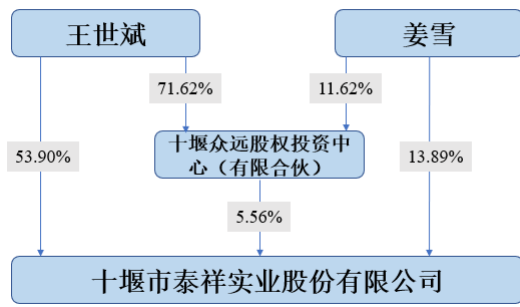 王世斌
姜雪
71.62%
11.62%
53.90%
十堰众远股权投资中
心（有限合伙）
13.89%
5.56%
十堰市泰祥实业股份有限公司